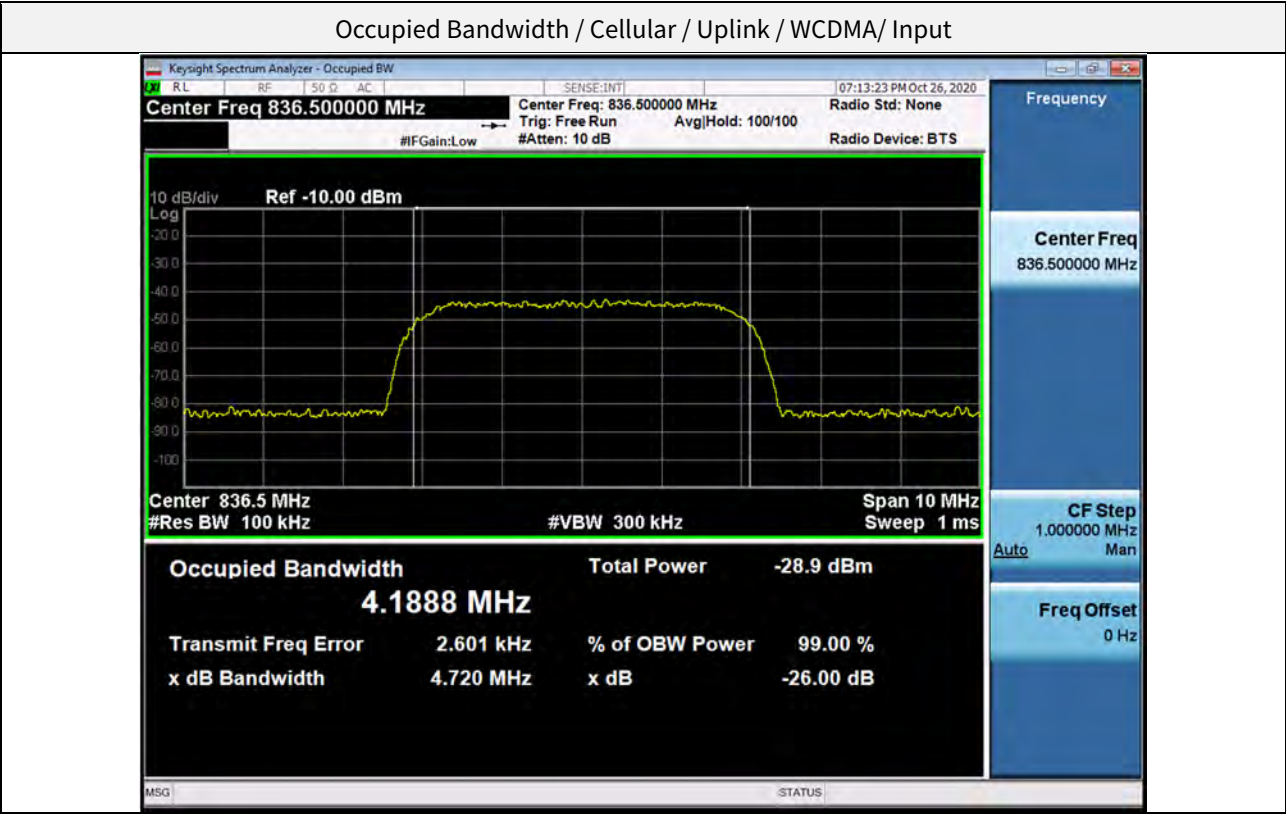 Occupied Bandwidth / Cellular / Uplink / WCDMA/ Input
Keysight Spectrum Analyzer - Occupied BW
LXI RL RF 50 Ω AC SENSE:INT 07:13:23 PM Oct 26, 2020
Center Freq 836.500000 MHz Center Freq: 836.500000 MHz Radio Std: None
Trig: Free Run Avg|Hold: 100/100
#IFGain:Low #Atten: 10 dB Radio Device: BTS
Frequency
10 dB/div Ref -10.00 dBm
Log
-20.0
-30.0
-40.0
-50.0
-60.0
-70.0
-80.0
-90.0
-100
Center Freq
836.500000 MHz
Center 836.5 MHz Span 10 MHz
#Res BW 100 kHz #VBW 300 kHz Sweep 1 ms
CF Step
1.000000 MHz
Auto Man
Occupied Bandwidth Total Power -28.9 dBm
4.1888 MHz
Transmit Freq Error 2.601 kHz % of OBW Power 99.00 %
x dB Bandwidth 4.720 MHz x dB -26.00 dB
Freq Offset
0 Hz
MSG STATUS